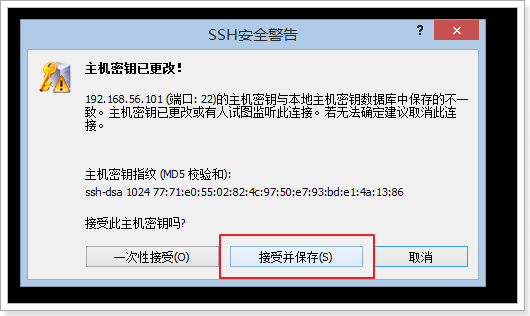 SSH安全警告
?
主机密钥已更改!
192.168.56.101 (端口: 22)的主机密钥与本地主机密钥数据库中保存的不一
致。主机密钥已更改或有人试图监听此连接。若无法确定建议取消此连
接。
主机密钥指纹 (MD5 校验和):
ssh-dsa 1024 77:71:e0:55:02:82:4c:97:50:e7:93:bd:e1:4a:13:86
接受此主机密钥吗?
一次性接受(O)
接受并保存(S)
取消